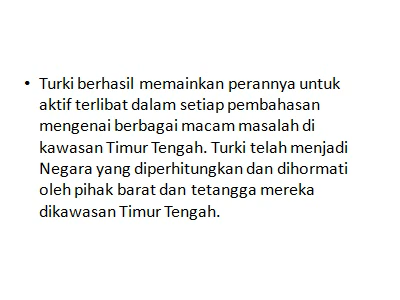 • Turki berhasil memainkan perannya untuk
aktif terlibat dalam setiap pembahasan
mengenai berbagai macam masalah di
kawasan Timur Tengah. Turki telah menjadi
Negara yang diperhitungkan dan dihormati
oleh pihak barat dan tetangga mereka
dikawasan Timur Tengah.